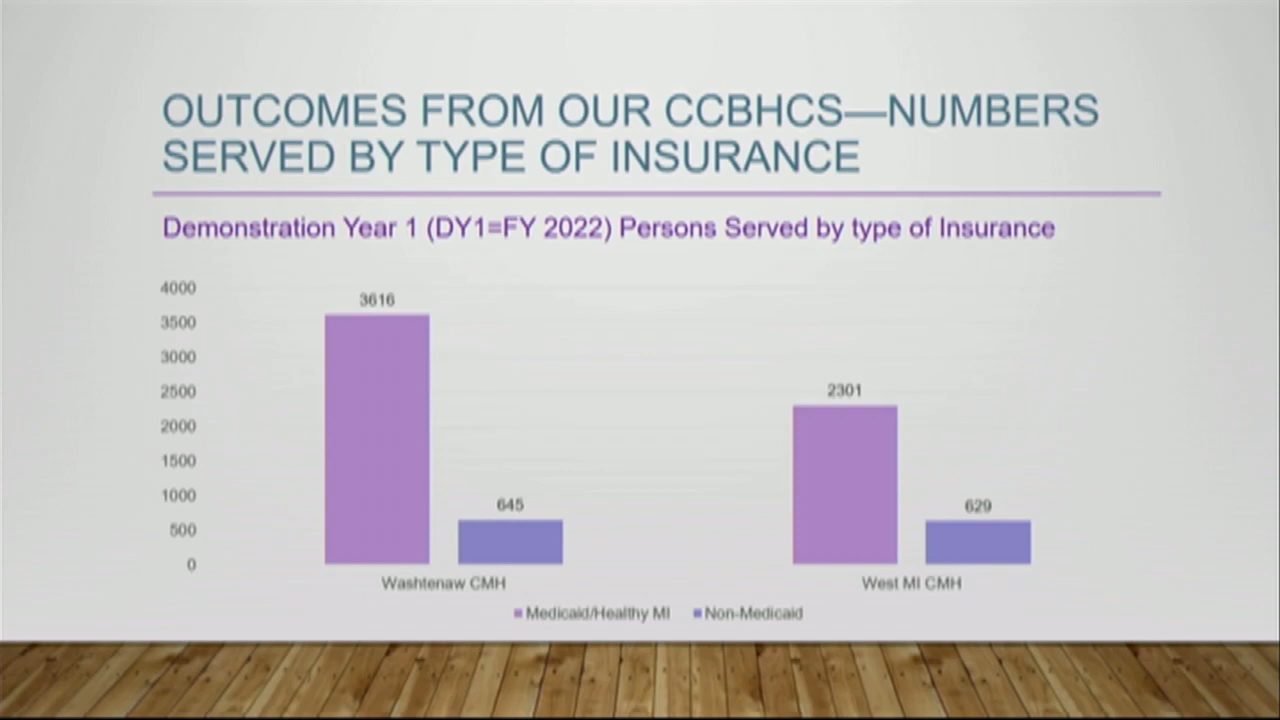 OUTCOMES FROM OUR CCBHCS—NUMBERS
SERVED BY TYPE OF INSURANCE
Demonstration Year 1 (DY1=FY 2022) Persons Served by type of Insurance
4000
3500
3000
2500
2000
1500
1000
500
0
3616
645
2301
629
Washtenaw CMH
West MI CMH
Medicaid/Healthy MI
Non-Medicaid